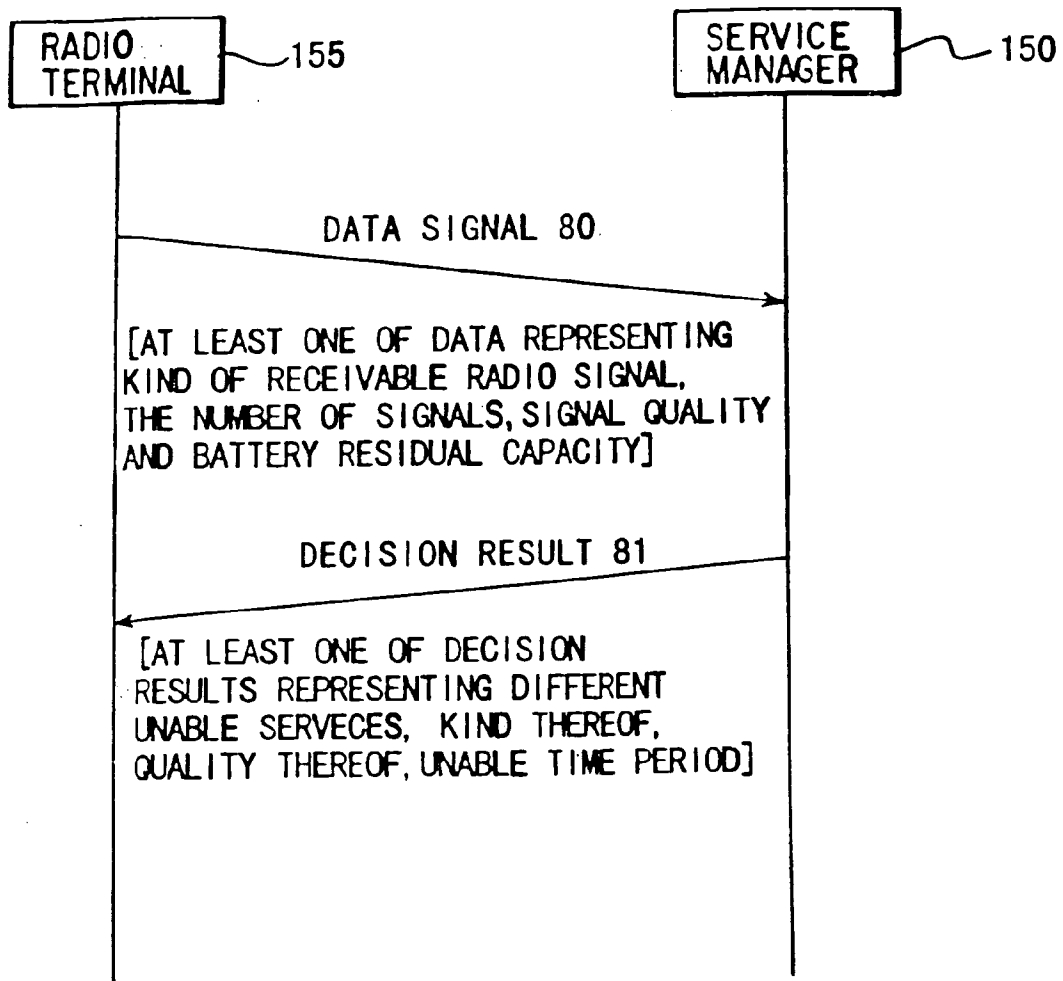 RADIO
TERMINAL
155
SERVICE
MANAGER
150
DATA SIGNAL 80
[AT LEAST ONE OF DATA REPRESENTING
KIND OF RECEIVABLE RADIO SIGNAL,
THE NUMBER OF SIGNALS, SIGNAL QUALITY
AND BATTERY RESIDUAL CAPACITY]
DECISION RESULT 81
[AT LEAST ONE OF DECISION
RESULTS REPRESENTING DIFFERENT
UNABLE SERVECES, KIND THEREOF,
QUALITY THEREOF, UNABLE TIME PERIOD]